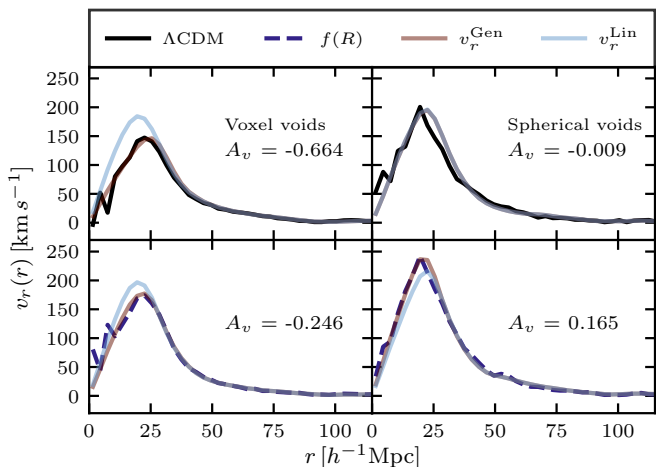 ΛCDM f(R) v_r^Gen v_r^Lin
250
200
150
100
50
0
Voxel voids
A_v = -0.664
Spherical voids
A_v = -0.009
v_r(r) [km s⁻¹]
250
200
150
100
50
0
A_v = -0.246
A_v = 0.165
0 25 50 75 100 0 25 50 75 100
r [h⁻¹Mpc] r [h⁻¹Mpc]